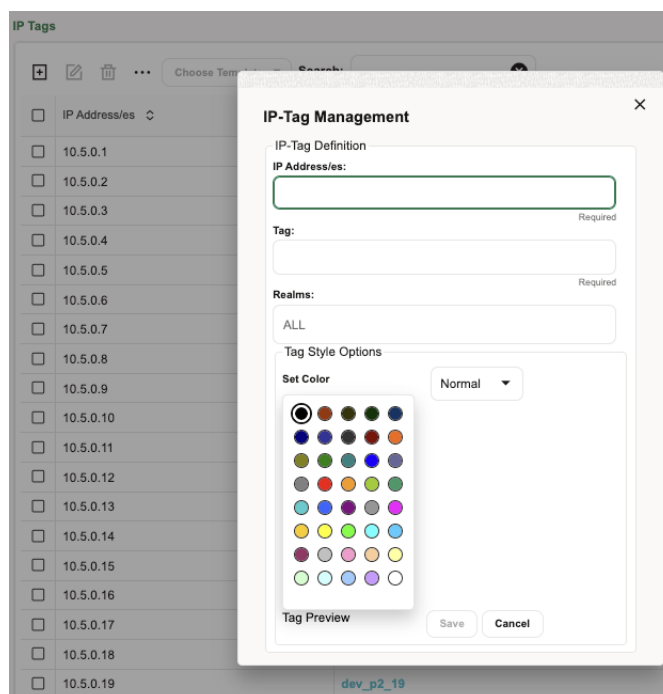 IP Tags
Choose Tem
Search:
IP Address/es
10.5.0.1
10.5.0.2
10.5.0.3
10.5.0.4
10.5.0.5
10.5.0.6
10.5.0.7
10.5.0.8
10.5.0.9
10.5.0.10
10.5.0.11
10.5.0.12
10.5.0.13
10.5.0.14
10.5.0.15
10.5.0.16
10.5.0.17
10.5.0.18
10.5.0.19 dev_p2_19
IP-Tag Management
IP-Tag Definition
IP Address/es:
Required
Tag:
Required
Realms:
ALL
Tag Style Options
Set Color
Normal
Tag Preview
Save Cancel